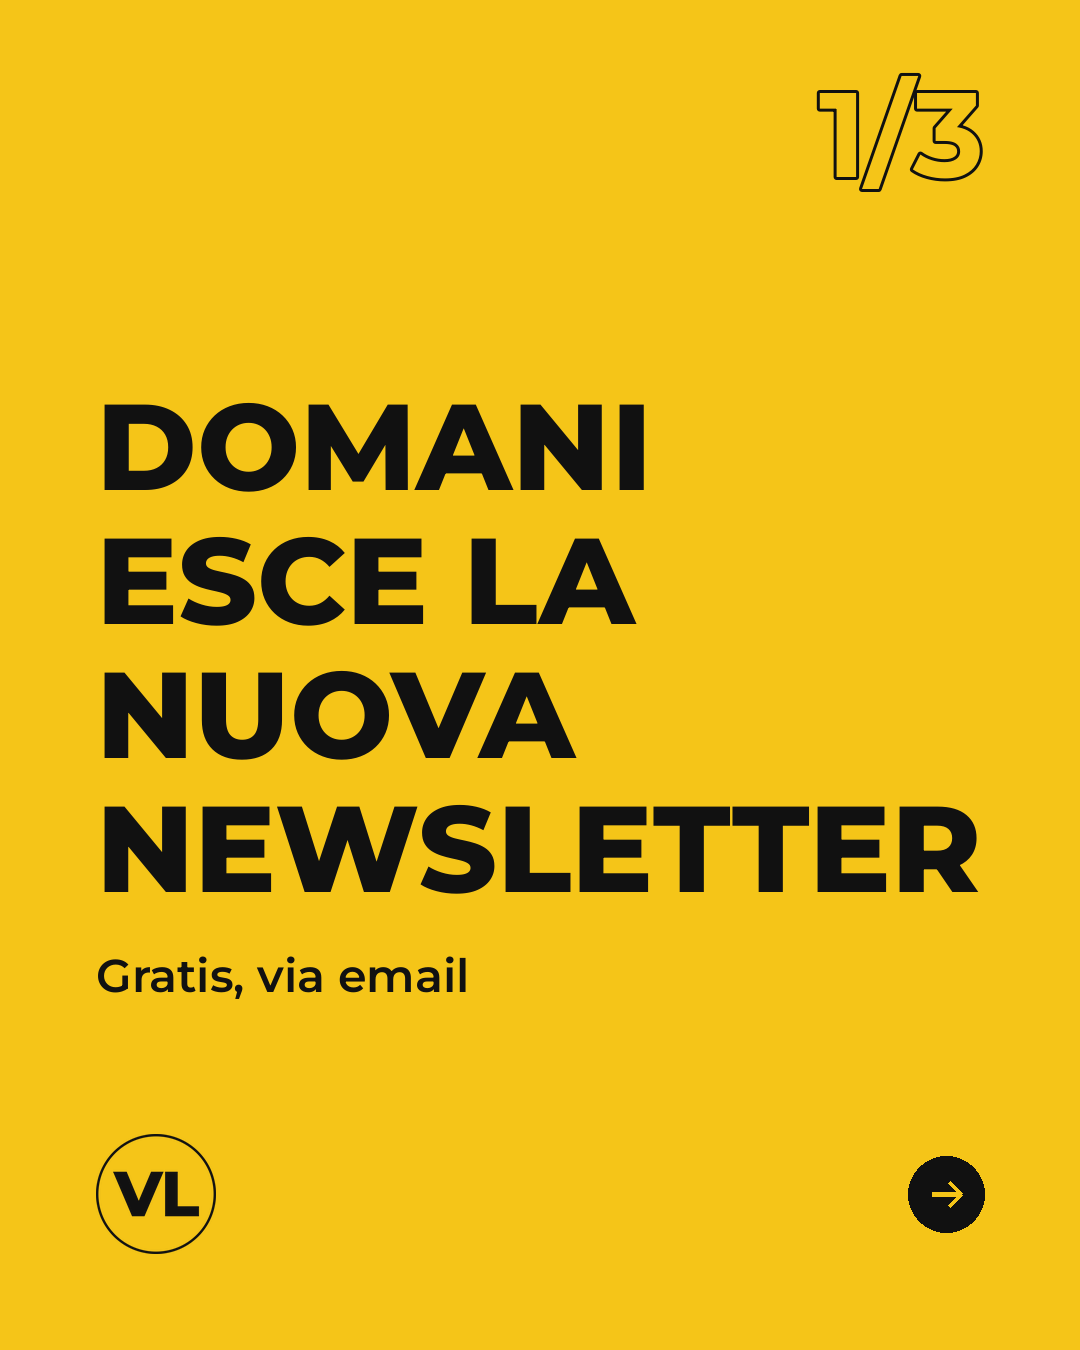 1/3
DOMANI
ESCE LA
NUOVA
NEWSLETTER
Gratis, via email
VL